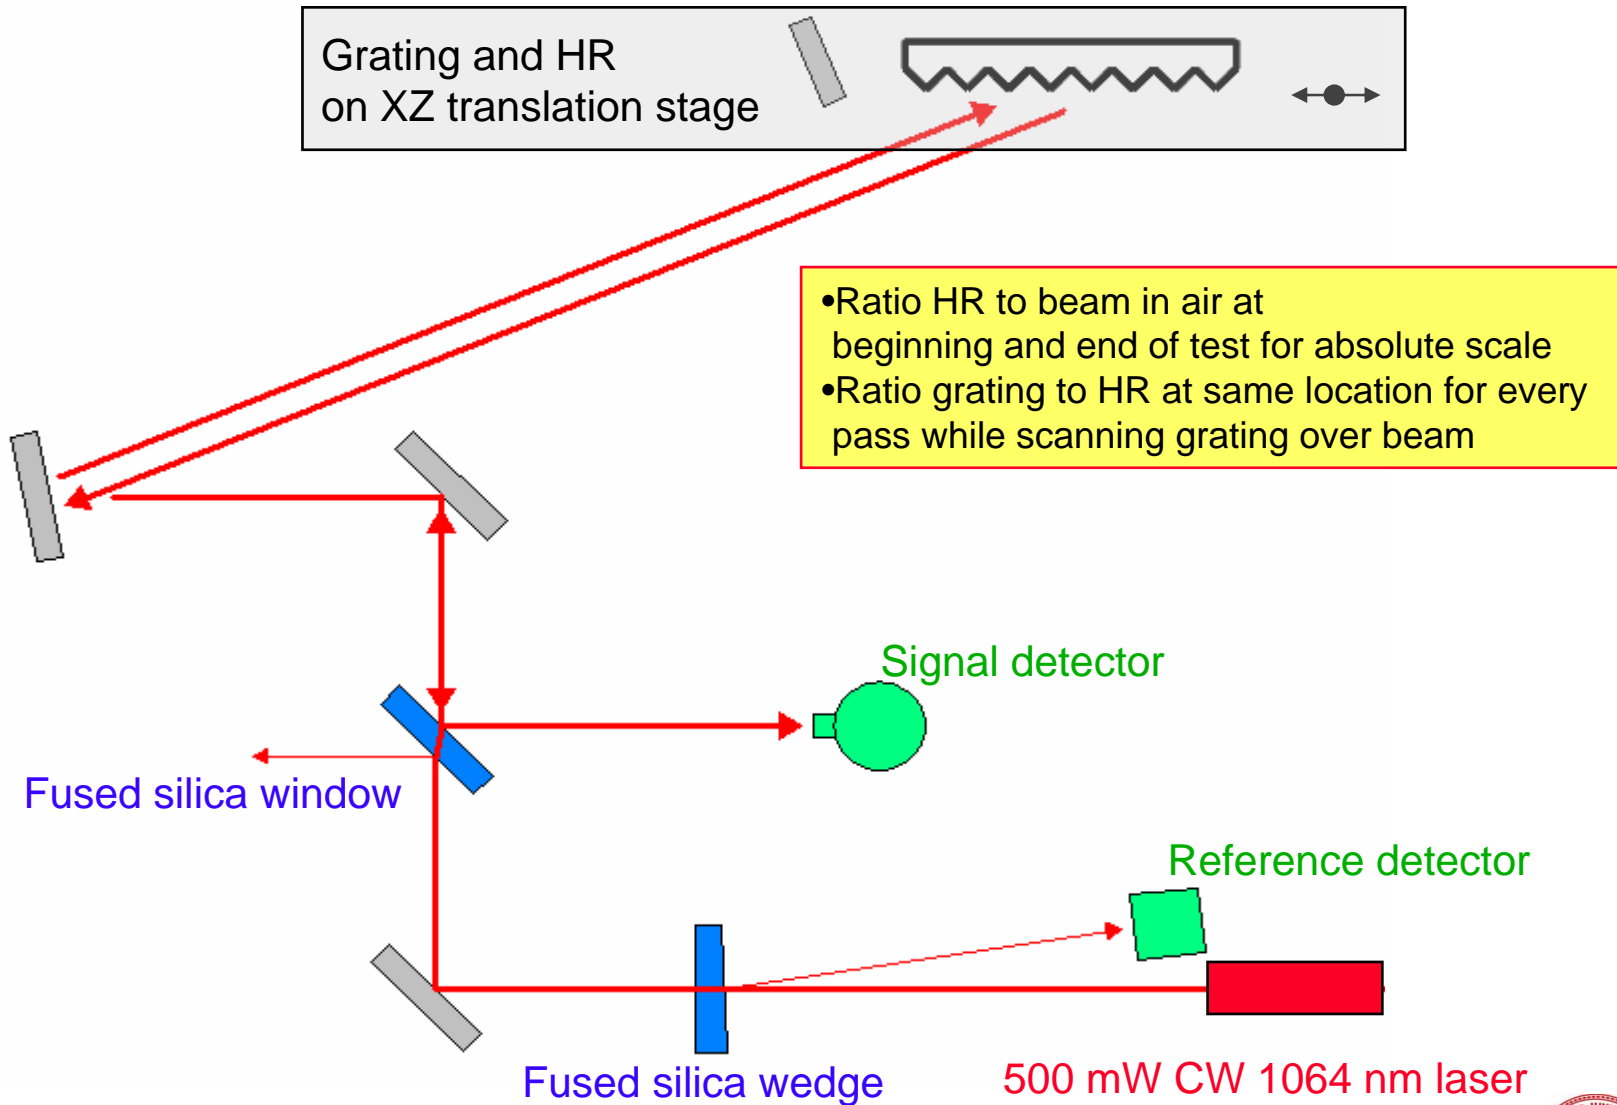 Grating and HR
on XZ translation stage
•Ratio HR to beam in air at
beginning and end of test for absolute scale
•Ratio grating to HR at same location for every
pass while scanning grating over beam
Signal detector
Fused silica window
Reference detector
Fused silica wedge
500 mW CW 1064 nm laser